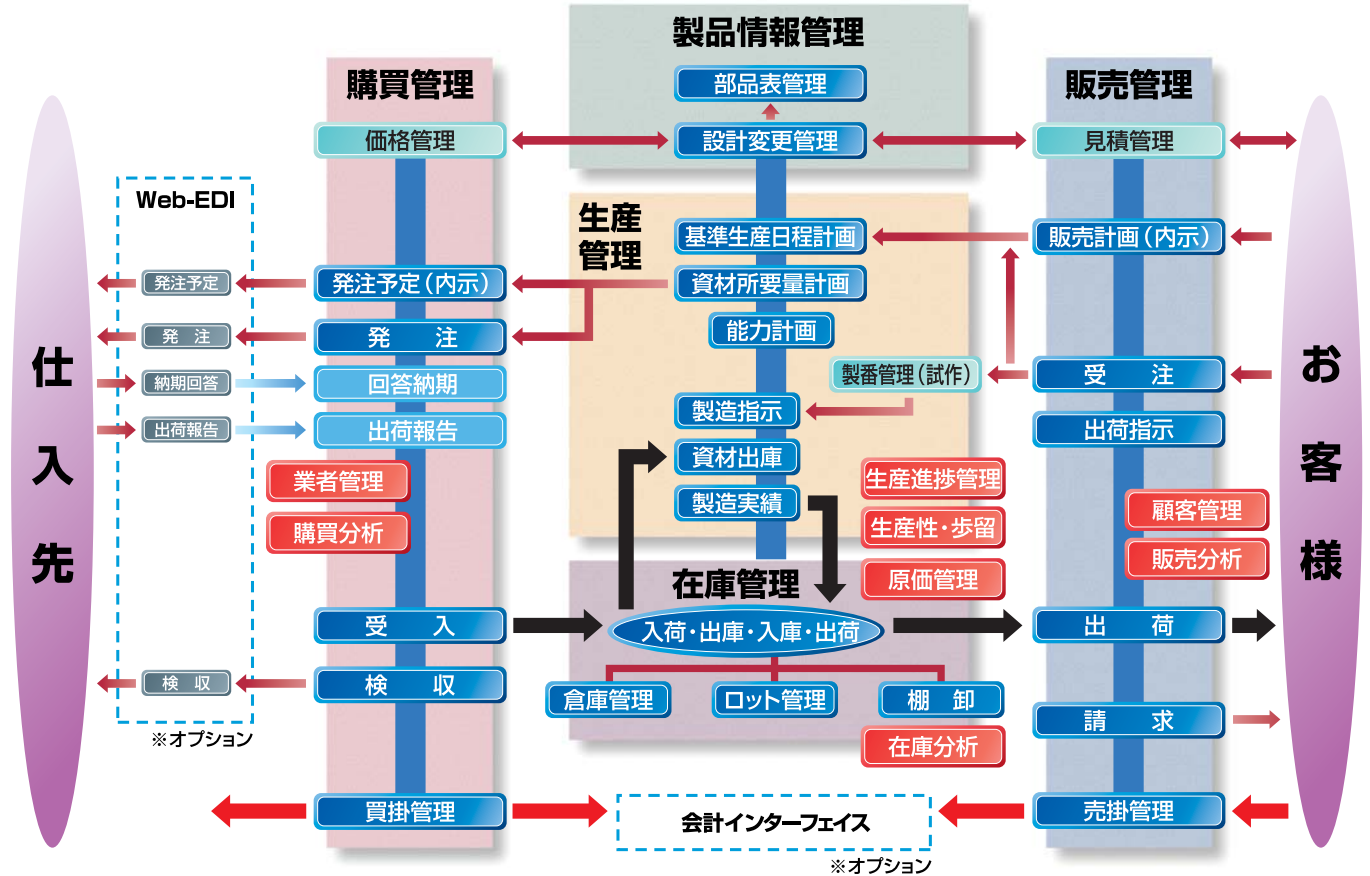 仕入先
Web-EDI
発注予定
発 注
納期回答
出荷報告
検 収
※オプション
購買管理
価格管理
発注予定（内示）
発 注
回答納期
出荷報告
業者管理
購買分析
受 入
検 収
買掛管理
製品情報管理
部品表管理
設計変更管理
生産
管理
基準生産日程計画
資材所要量計画
能力計画
製番管理（試作）
製造指示
資材出庫
製造実績
生産進捗管理
生産性・歩留
原価管理
在庫管理
入荷・出庫・入庫・出荷
倉庫管理
ロット管理
棚 卸
在庫分析
会計インターフェイス
※オプション
販売管理
見積管理
販売計画（内示）
受 注
出荷指示
顧客管理
販売分析
出 荷
請 求
売掛管理
お客様